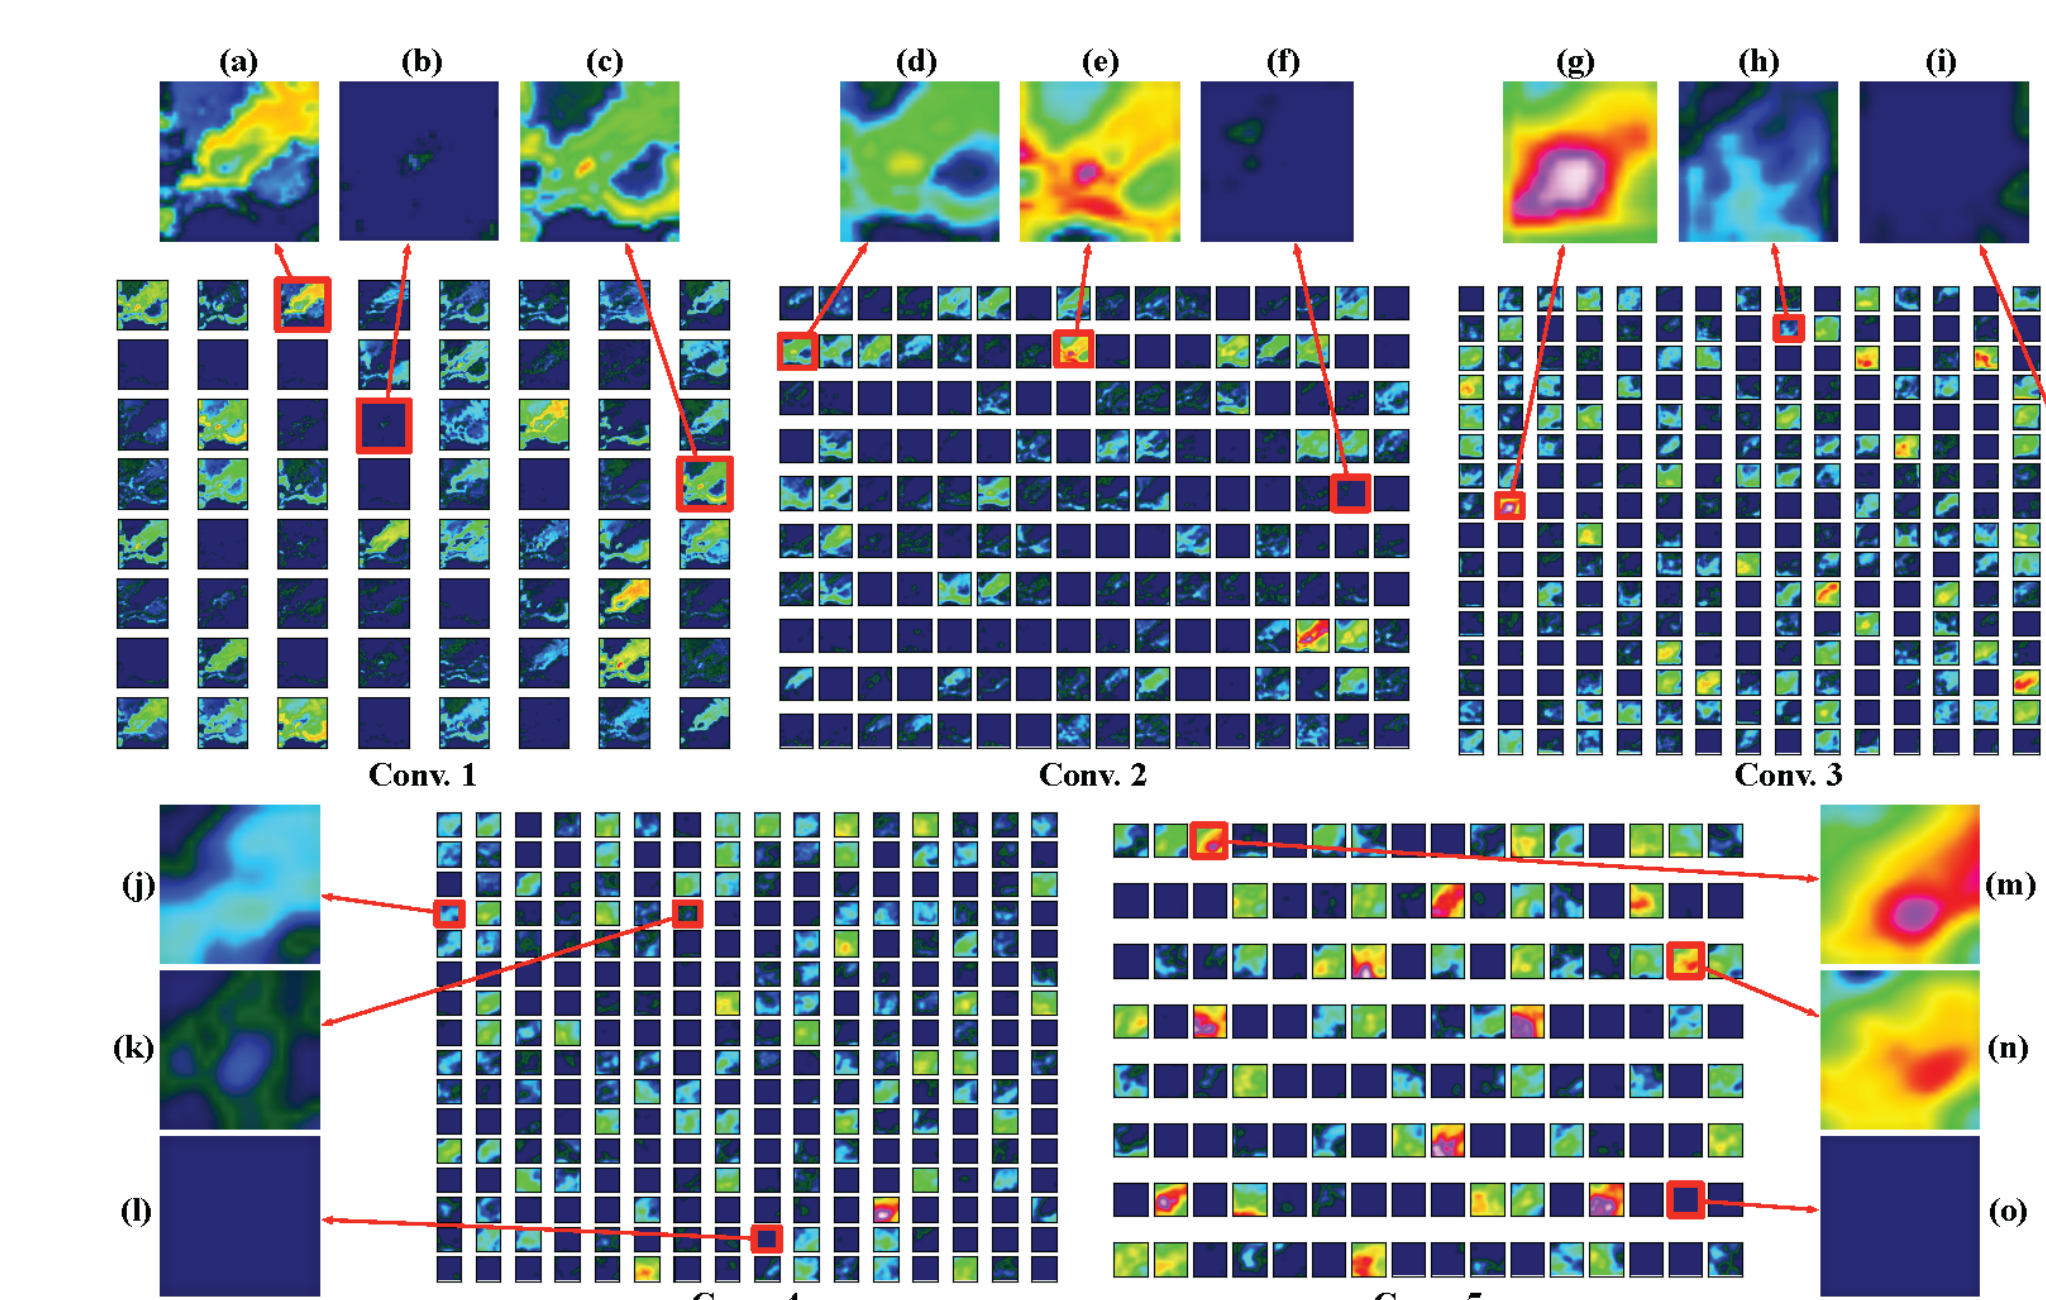 (a) (b) (c) (d) (e) (f) (g) (h) (i)
Conv. 1 Conv. 2 Conv. 3
(j)
(m)
(k)
(n)
(l)
(o)